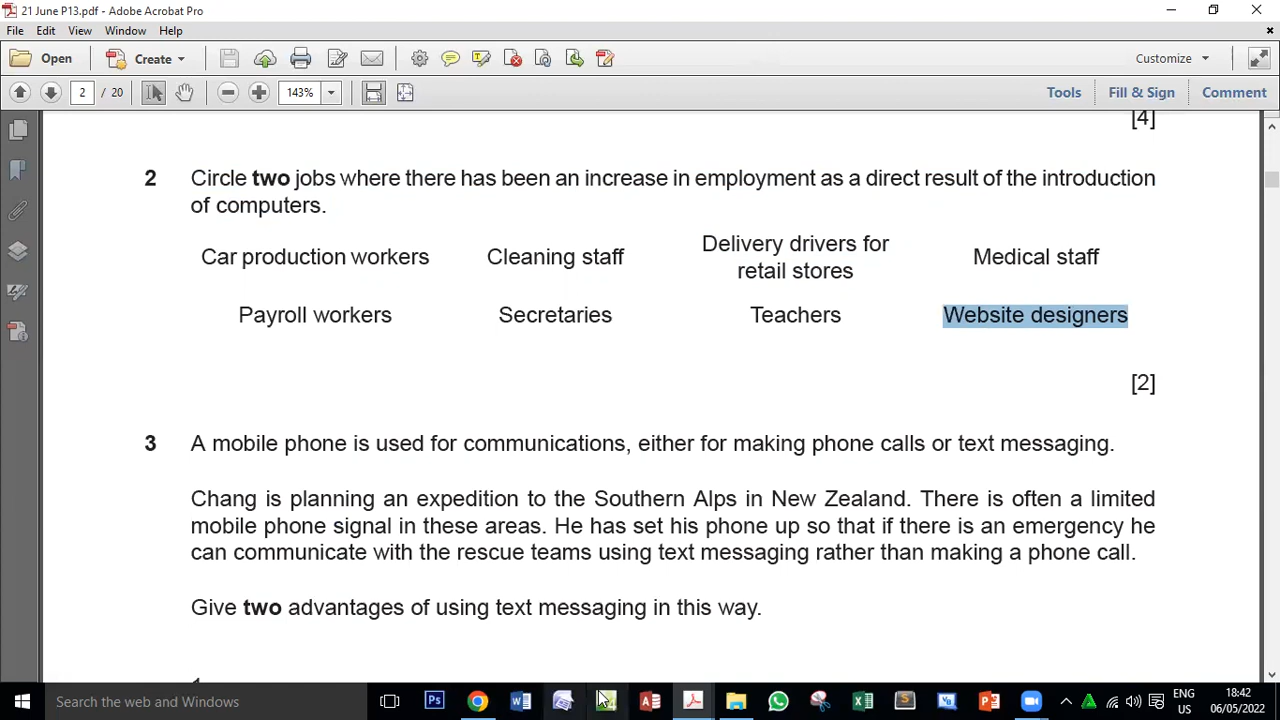 21 June P13.pdf - Adobe Acrobat Pro
File Edit View Window Help
Open Create Customize
2 / 20 143% Tools Fill & Sign Comment
[4]
2 Circle two jobs where there has been an increase in employment as a direct result of the introduction
of computers.
Car production workers Cleaning staff Delivery drivers for retail stores Medical staff
Payroll workers Secretaries Teachers Website designers
[2]
3 A mobile phone is used for communications, either for making phone calls or text messaging.
Chang is planning an expedition to the Southern Alps in New Zealand. There is often a limited
mobile phone signal in these areas. He has set his phone up so that if there is an emergency he
can communicate with the rescue teams using text messaging rather than making a phone call.
Give two advantages of using text messaging in this way.
Search the web and Windows
Ps
ENG
US
18:42
06/05/2022